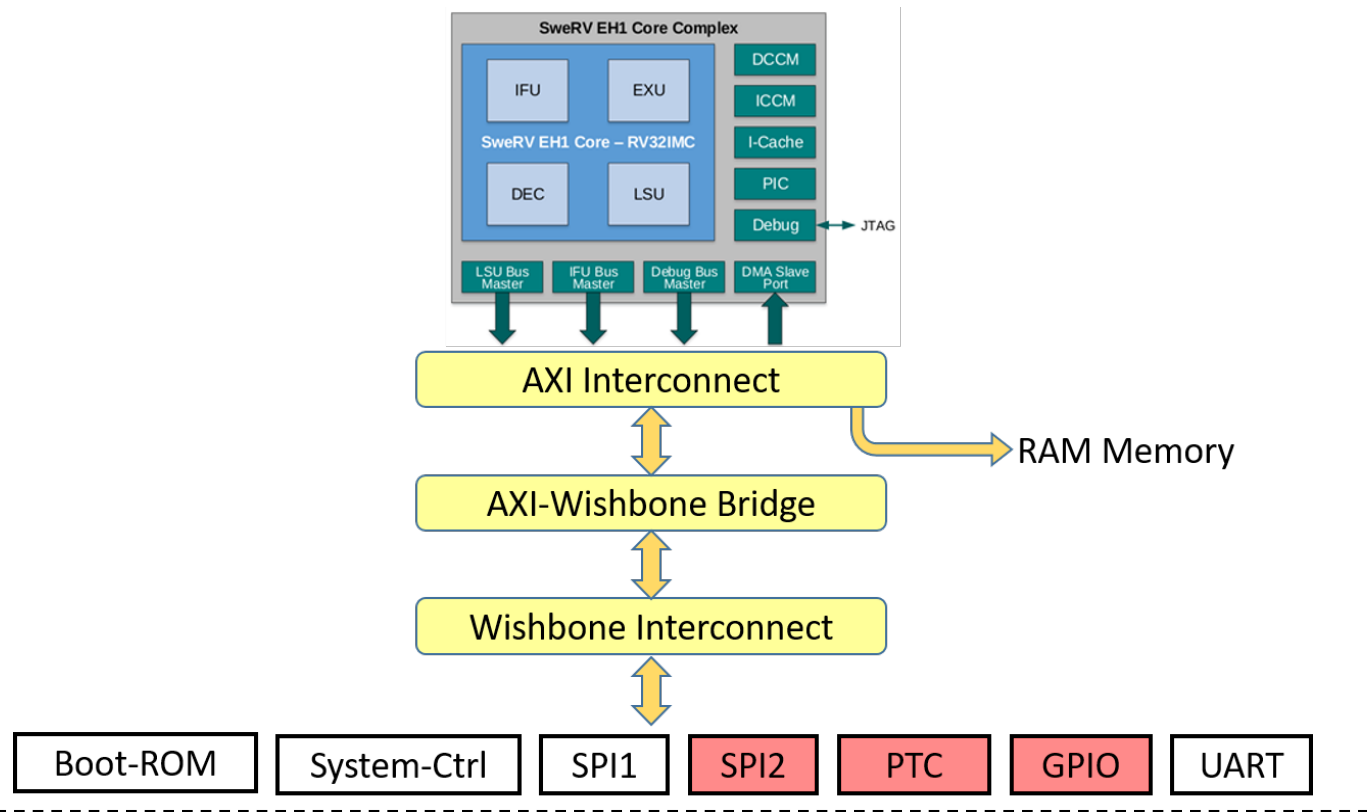 SweRV EH1 Core Complex
IFU
EXU
SweRV EH1 Core – RV32IMC
DEC
LSU
DCCM
ICCM
I-Cache
PIC
Debug
JTAG
LSU Bus
Master
IFU Bus
Master
Debug Bus
Master
DMA Slave
Port
AXI Interconnect
RAM Memory
AXI-Wishbone Bridge
Wishbone Interconnect
Boot-ROM
System-Ctrl
SPI1
SPI2
PTC
GPIO
UART